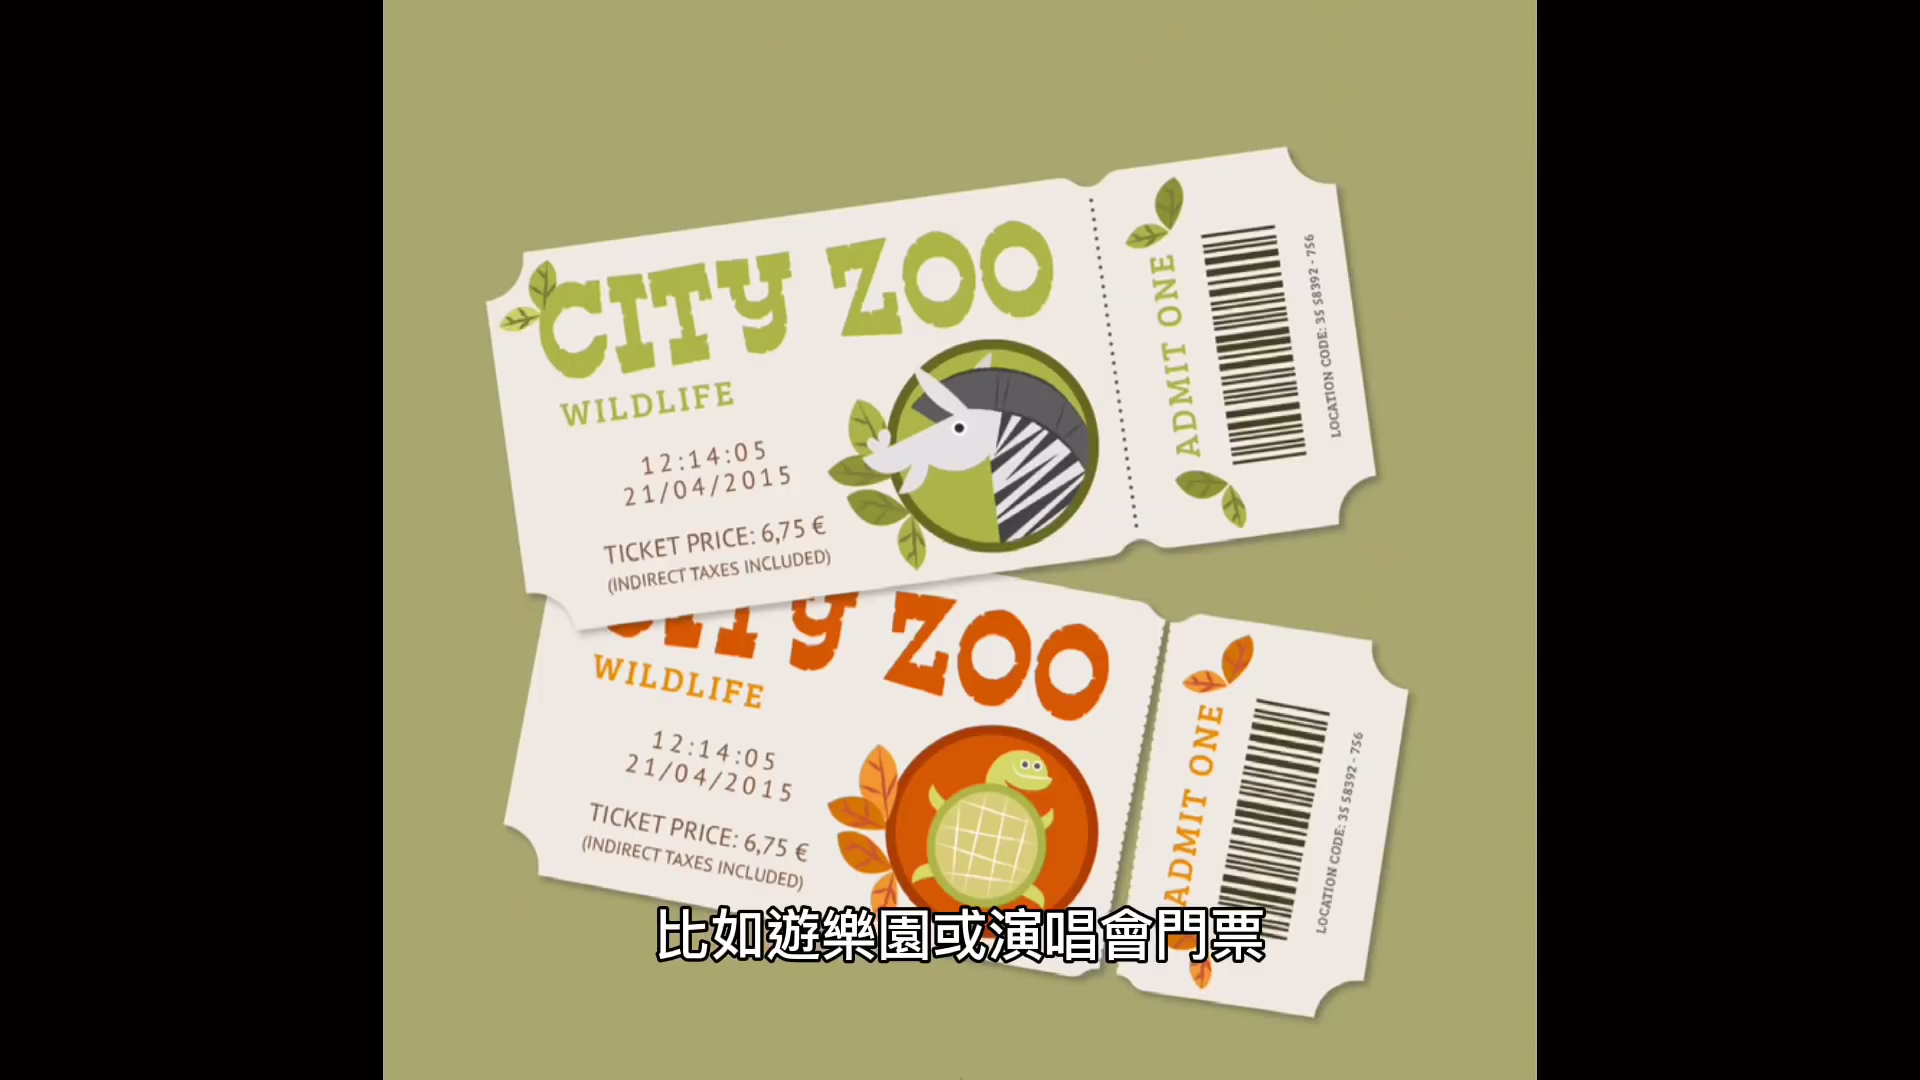 CITY ZOO
WILDLIFE
12:14:05
21/04/2015
TICKET PRICE: 6,75 €
(INDIRECT TAXES INCLUDED)
ADMIT ONE
LOCATION CODE: 35 58392 - 756
CITY ZOO
WILDLIFE
12:14:05
21/04/2015
TICKET PRICE: 6,75 €
(INDIRECT TAXES INCLUDED)
ADMIT ONE
LOCATION CODE: 35 58392 - 756
比如遊樂園或演唱會門票